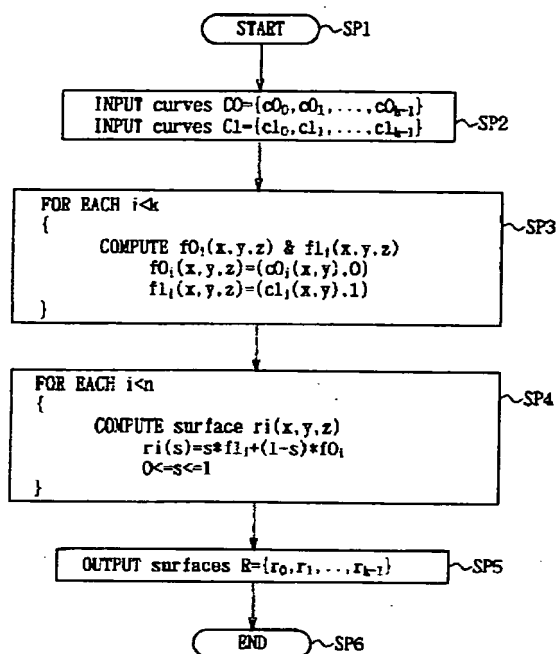 START SP1
INPUT curves C0={c0₀,c0₁,...,c0ₖ₋₁}
INPUT curves C1={c1₀,c1₁,...,c1ₖ₋₁}
SP2
FOR EACH i<k
{
SP3
COMPUTE f0ᵢ(x,y,z) & f1ᵢ(x,y,z)
f0ᵢ(x,y,z)=(c0ᵢ(x,y),0)
f1ᵢ(x,y,z)=(c1ᵢ(x,y),1)
}
FOR EACH i<n
{
SP4
COMPUTE surface ri(x,y,z)
ri(s)=s*f1ᵢ+(1-s)*f0ᵢ
0<=s<=1
}
OUTPUT surfaces R={r₀,r₁,...,rₖ₋₁} SP5
END SP6